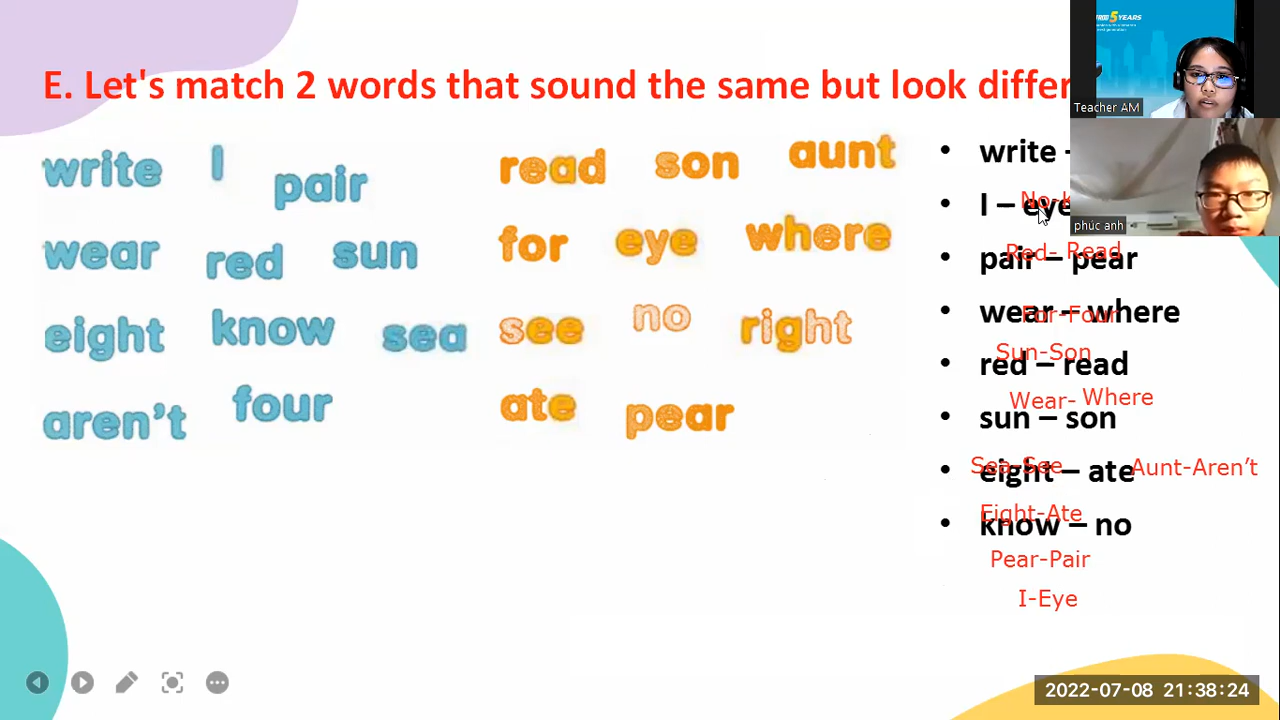 E. Let's match 2 words that sound the same but look
write I pair
wear red sun
eight know sea
aren't four
read son aunt
for eye where
see no right
ate pear
• write –
• I – eye
• pair – pear
• wear – where
• red – read
• sun – son
• eight – ate
• know – no
Red- Read
For-Four
Sun-Son
Wear- Where
Sea-See
Aunt-Aren't
Eight-Ate
Pear-Pair
I-Eye
5 YEARS
Teacher AM
phúc anh
2022-07-08 21:38:24